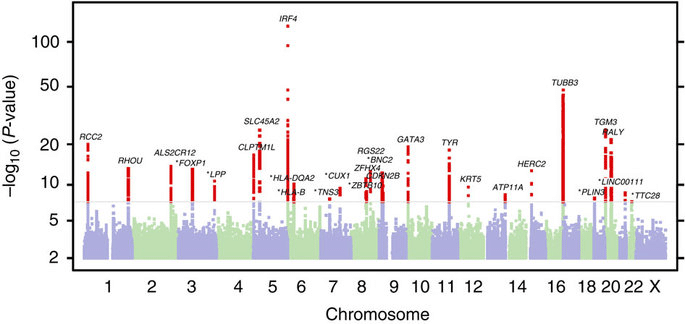 IRF4
100
TUBB3
50
SLC45A2
TGM3
RCC2
RALY
20
RGS22
GATA3
TYR
ALS2CR12
CLPTM1L
*BNC2
RHOU
*FOXP1
ZFHX4
HERC2
*LPP
*HLA-DQA2
*CUX1
CDKN2B
KRT5
*LINC00111
10
*ZBTB10
*HLA-B
*TNS3
ATP11A
*PLIN3
*TTC28
5
2
–log10 (P-value)
1 2 3 4 5 6 7 8 9 10 11 12 14 16 18 20 22 X
Chromosome